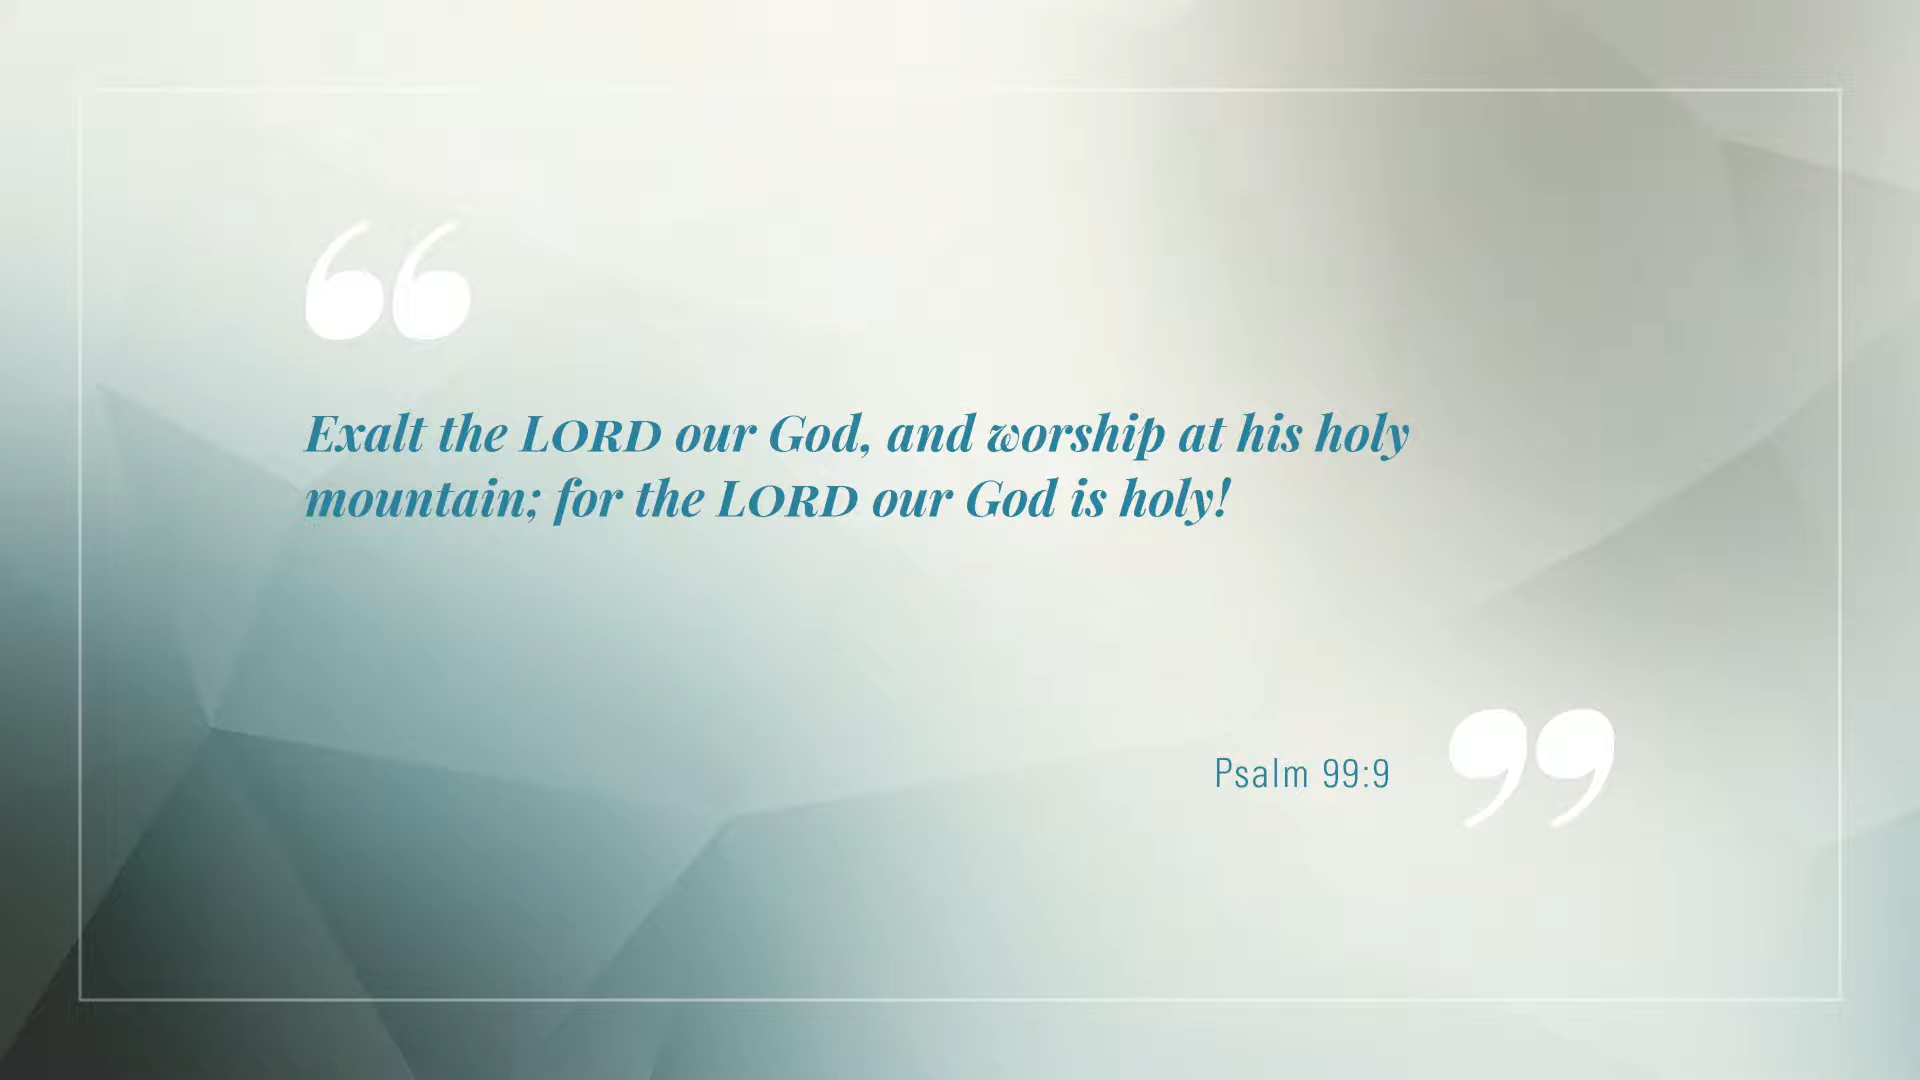 “
Exalt the LORD our God, and worship at his holy
mountain; for the LORD our God is holy!
Psalm 99:9 ”